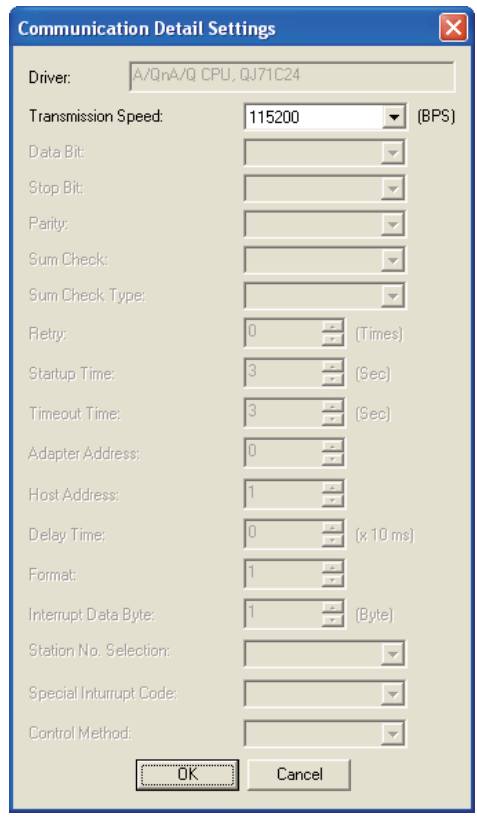 Communication Detail Settings
Driver: A/QnA/Q CPU, QJ71C24
Transmission Speed: 115200 (BPS)
Data Bit:
Stop Bit:
Parity:
Sum Check:
Sum Check Type:
Retry: 0 (Times)
Startup Time: 3 (Sec)
Timeout Time: 3 (Sec)
Adapter Address: 0
Host Address: 1
Delay Time: 0 (x 10 ms)
Format: 1
Interrupt Data Byte: 1 (Byte)
Station No. Selection:
Special Inturrupt Code:
Control Method:
OK Cancel